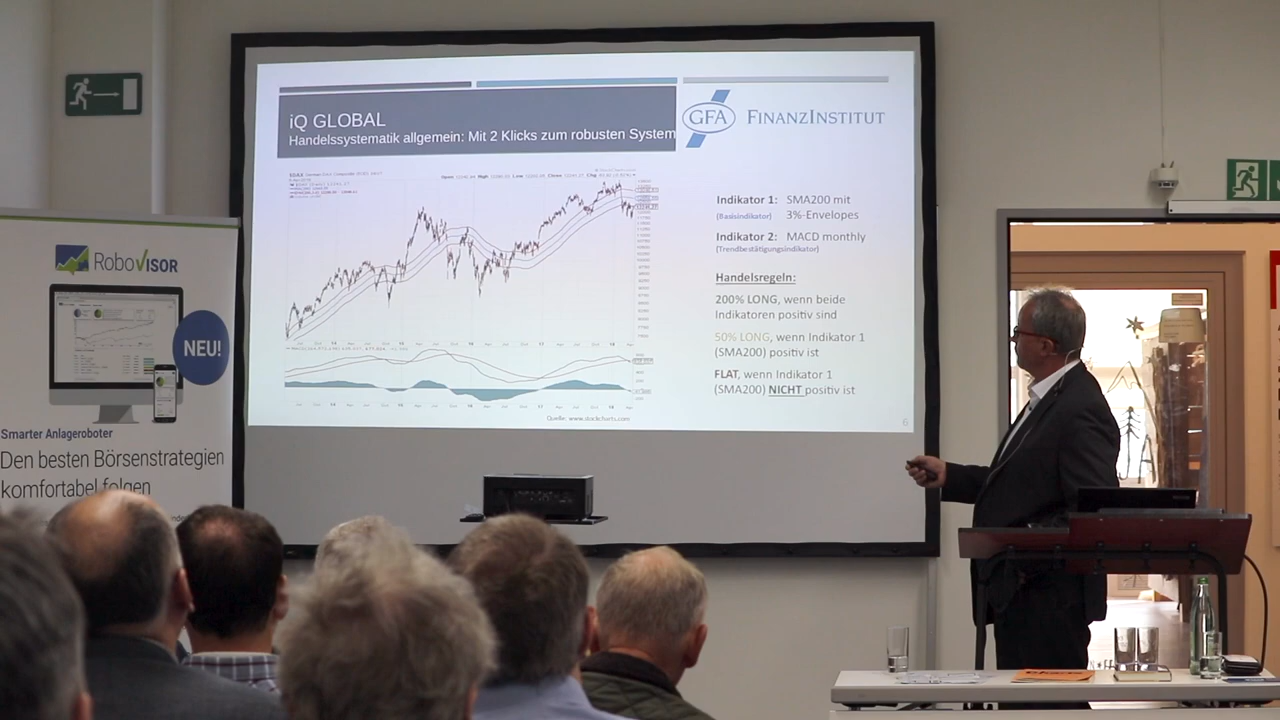 iQ GLOBAL
Handelssystematik allgemein: Mit 2 Klicks zum robusten System
GFA FINANZINSTITUT
Indikator 1: SMA200 mit
(Basisindikator) 3%-Envelopes
Indikator 2: MACD monthly
(Trendbestätigungsindikator)
Handelsregeln:
200% LONG, wenn beide
Indikatoren positiv sind
50% LONG, wenn Indikator 1
(SMA200) positiv ist
FLAT, wenn Indikator 1
(SMA200) NICHT positiv ist
Quelle: www.stockcharts.com
6
RoboVISOR
NEU!
Smarter Anlageroboter
Den besten Börsenstrategien
komfortabel folgen